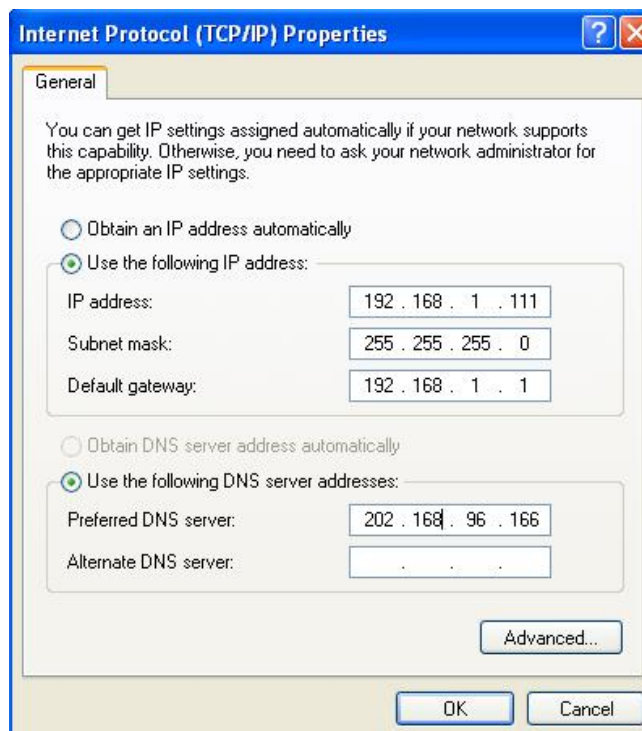 Internet Protocol (TCP/IP) Properties
General
You can get IP settings assigned automatically if your network supports
this capability. Otherwise, you need to ask your network administrator for
the appropriate IP settings.
Obtain an IP address automatically
Use the following IP address:
IP address: 192 . 168 . 1 . 111
Subnet mask: 255 . 255 . 255 . 0
Default gateway: 192 . 168 . 1 . 1
Obtain DNS server address automatically
Use the following DNS server addresses:
Preferred DNS server: 202 . 168 . 96 . 166
Alternate DNS server: . . .
Advanced...
OK Cancel